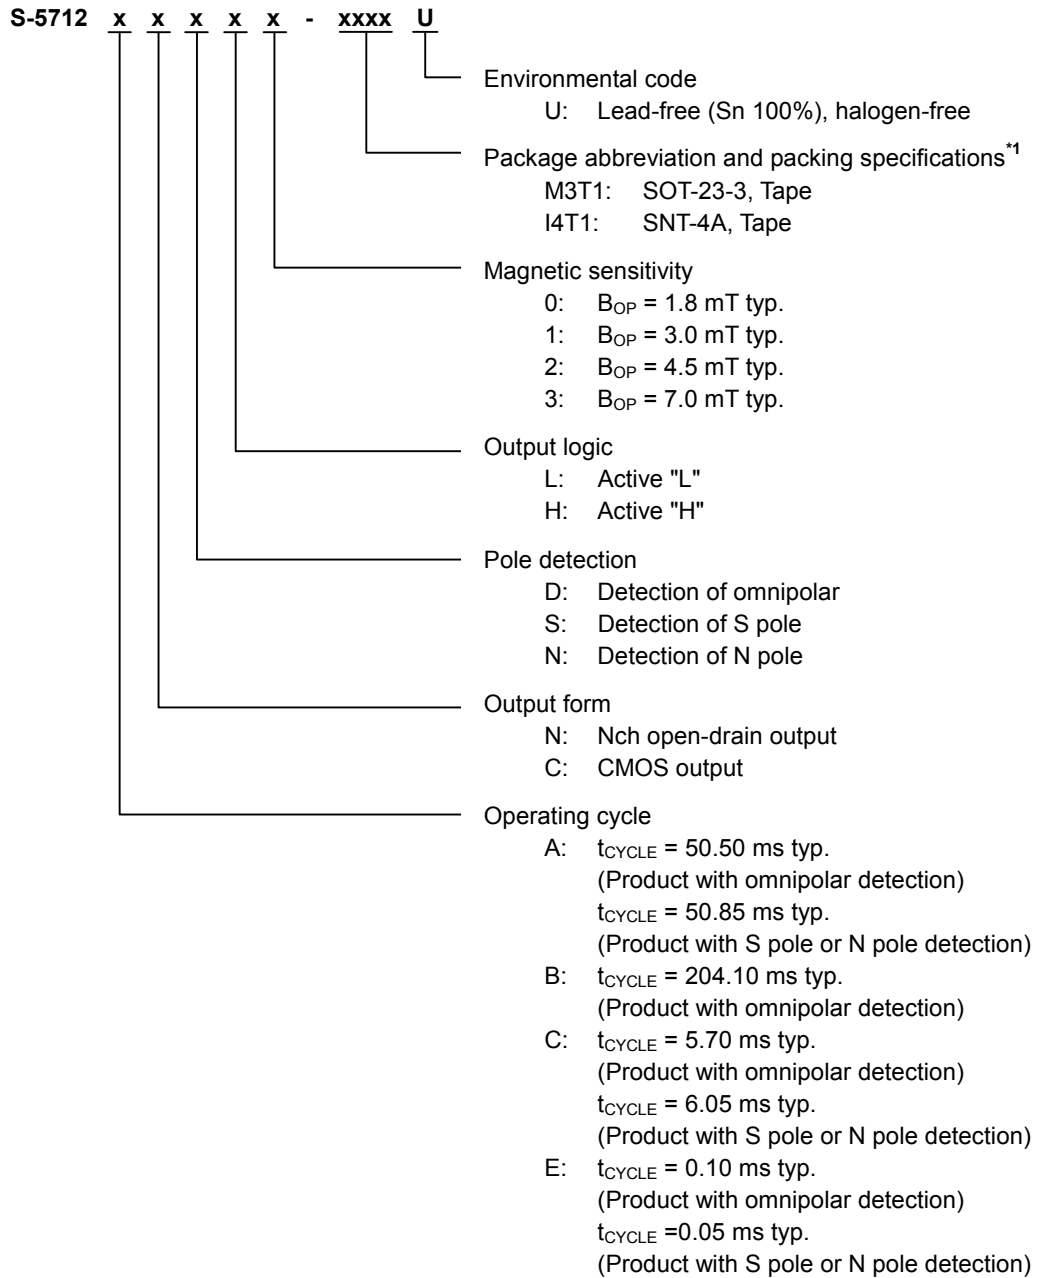 S-5712 x x x x x - xxxx U
Environmental code
U: Lead-free (Sn 100%), halogen-free
Package abbreviation and packing specifications*1
M3T1: SOT-23-3, Tape
I4T1: SNT-4A, Tape
Magnetic sensitivity
0: BOP = 1.8 mT typ.
1: BOP = 3.0 mT typ.
2: BOP = 4.5 mT typ.
3: BOP = 7.0 mT typ.
Output logic
L: Active "L"
H: Active "H"
Pole detection
D: Detection of omnipolar
S: Detection of S pole
N: Detection of N pole
Output form
N: Nch open-drain output
C: CMOS output
Operating cycle
A: tCYCLE = 50.50 ms typ.
(Product with omnipolar detection)
tCYCLE = 50.85 ms typ.
(Product with S pole or N pole detection)
B: tCYCLE = 204.10 ms typ.
(Product with omnipolar detection)
C: tCYCLE = 5.70 ms typ.
(Product with omnipolar detection)
tCYCLE = 6.05 ms typ.
(Product with S pole or N pole detection)
E: tCYCLE = 0.10 ms typ.
(Product with omnipolar detection)
tCYCLE =0.05 ms typ.
(Product with S pole or N pole detection)